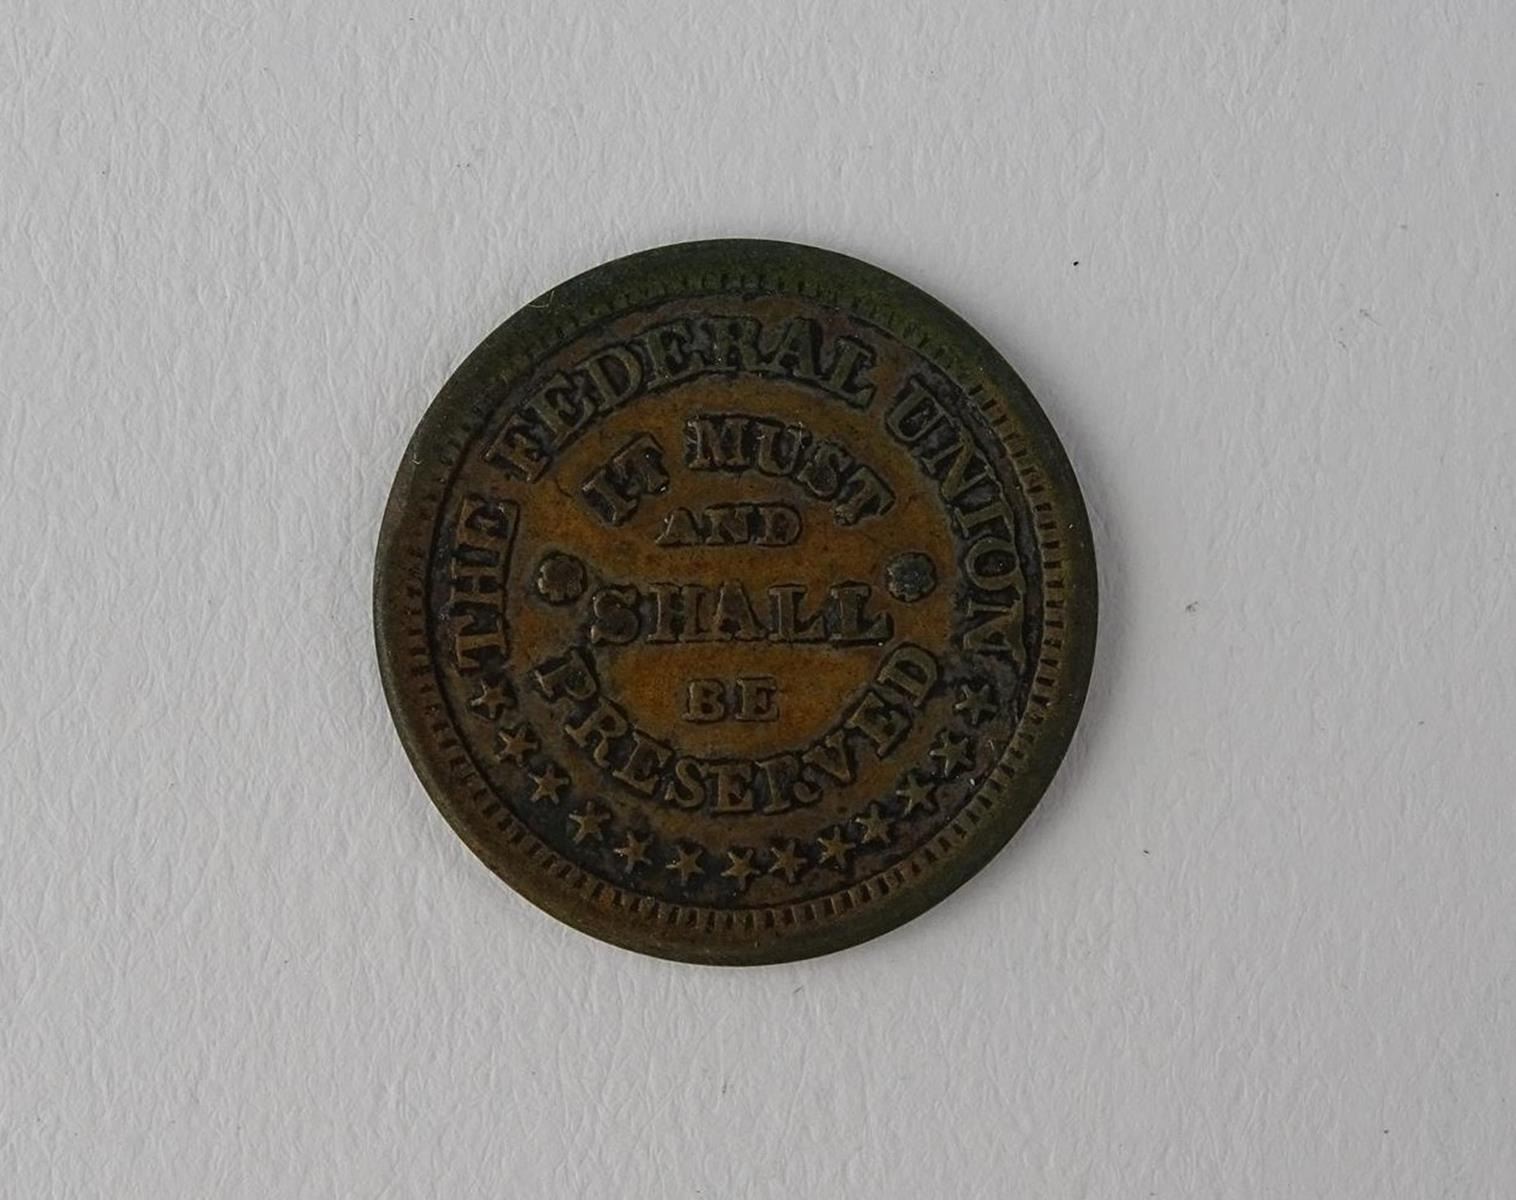 THE FEDERAL UNION
IT MUST
AND
SHALL
BE
PRESERVED